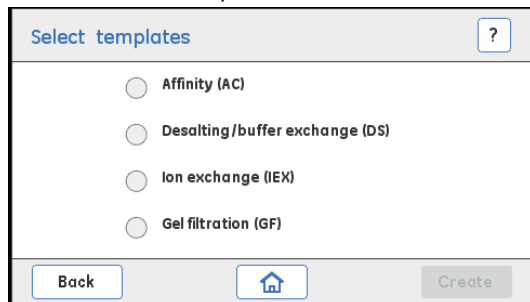 Select templates
?
Affinity (AC)
Desalting/buffer exchange (DS)
Ion exchange (IEX)
Gel filtration (GF)
Back
Create